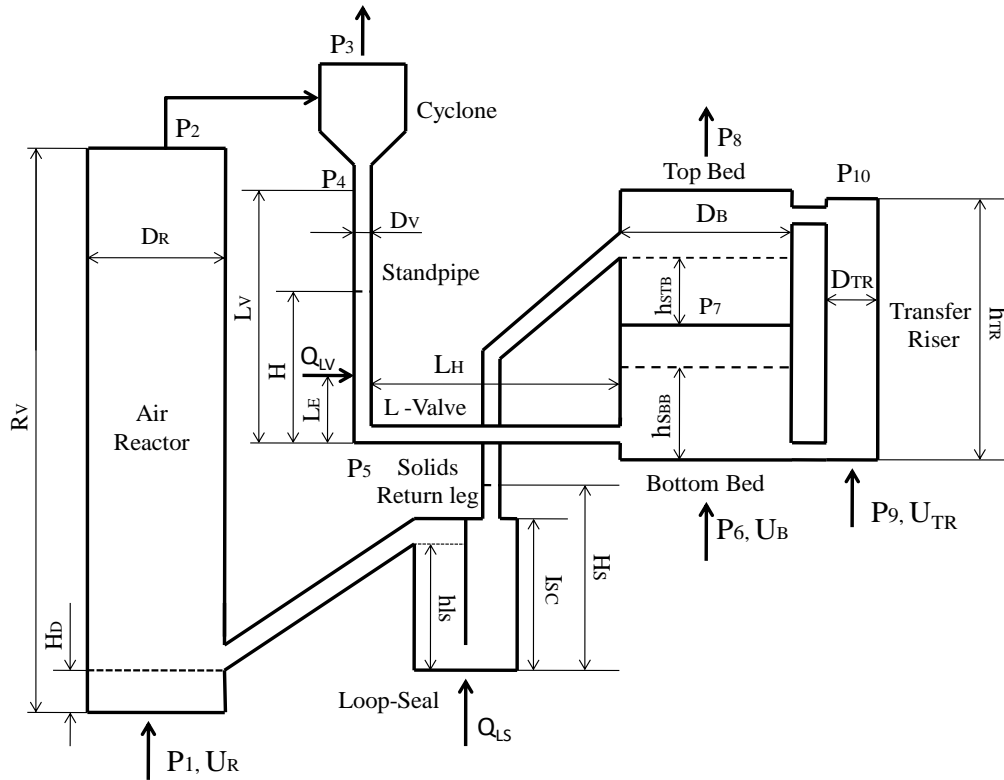 P3
Cyclone
P2
P8
P4
Top Bed
P10
DV
DB
DR
Standpipe
DTR
LV
hSTB
P7
hTR
Transfer
Riser
H
QLV
LE
LH
L -Valve
hSBB
RV
Air
Reactor
P5
Solids
Return leg
Bottom Bed
P6, UB
P9, UTR
HS
ISC
hls
HD
Loop-Seal
QLS
P1, UR